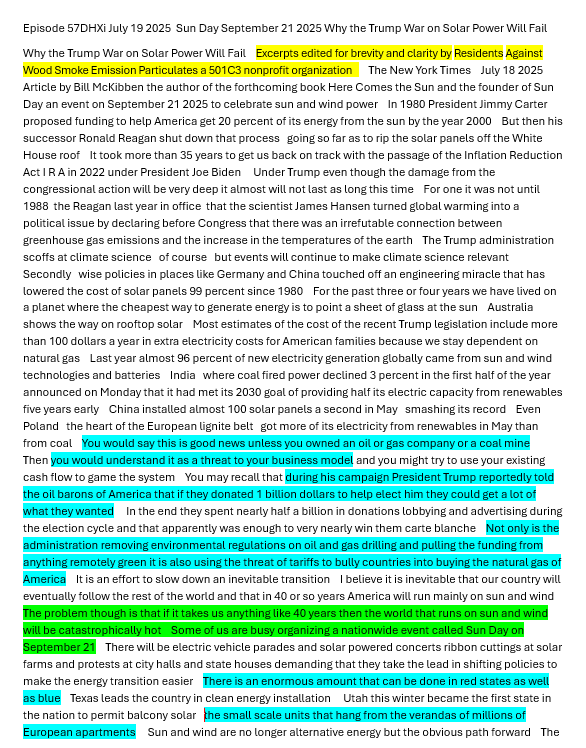 Episode 57DHXi July 19 2025 Sun Day September 21 2025 Why the Trump War on Solar Power Will Fail
Why the Trump War on Solar Power Will Fail Excerpts edited for brevity and clarity by Residents Against
Wood Smoke Emission Particulates a 501C3 nonprofit organization The New York Times July 18 2025
Article by Bill McKibben the author of the forthcoming book Here Comes the Sun and the founder of Sun
Day an event on September 21 2025 to celebrate sun and wind power In 1980 President Jimmy Carter
proposed funding to help America get 20 percent of its energy from the sun by the year 2000 But then his
successor Ronald Reagan shut down that process going so far as to rip the solar panels off the White
House roof It took more than 35 years to get us back on track with the passage of the Inflation Reduction
Act I R A in 2022 under President Joe Biden Under Trump even though the damage from the
congressional action will be very deep it almost will not last as long this time For one it was not until
1988 the Reagan last year in office that the scientist James Hansen turned global warming into a
political issue by declaring before Congress that there was an irrefutable connection between
greenhouse gas emissions and the increase in the temperatures of the earth The Trump administration
scoffs at climate science of course but events will continue to make climate science relevant
Secondly wise policies in places like Germany and China touched off an engineering miracle that has
lowered the cost of solar panels 99 percent since 1980 For the past three or four years we have lived on
a planet where the cheapest way to generate energy is to point a sheet of glass at the sun Australia
shows the way on rooftop solar Most estimates of the cost of the recent Trump legislation include more
than 100 dollars a year in extra electricity costs for American families because we stay dependent on
natural gas Last year almost 96 percent of new electricity generation globally came from sun and wind
technologies and batteries India where coal fired power declined 3 percent in the first half of the year
announced on Monday that it had met its 2030 goal of providing half its electric capacity from renewables
five years early China installed almost 100 solar panels a second in May smashing its record Even
Poland the heart of the European lignite belt got more of its electricity from renewables in May than
from coal You would say this is good news unless you owned an oil or gas company or a coal mine
Then you would understand it as a threat to your business model and you might try to use your existing
cash flow to game the system You may recall that during his campaign President Trump reportedly told
the oil barons of America that if they donated 1 billion dollars to help elect him they could get a lot of
what they wanted In the end they spent nearly half a billion in donations lobbying and advertising during
the election cycle and that apparently was enough to very nearly win them carte blanche Not only is the
administration removing environmental regulations on oil and gas drilling and pulling the funding from
anything remotely green it is also using the threat of tariffs to bully countries into buying the natural gas of
America It is an effort to slow down an inevitable transition I believe it is inevitable that our country will
eventually follow the rest of the world and that in 40 or so years America will run mainly on sun and wind
The problem though is that if it takes us anything like 40 years then the world that runs on sun and wind
will be catastrophically hot Some of us are busy organizing a nationwide event called Sun Day on
September 21 There will be electric vehicle parades and solar powered concerts ribbon cuttings at solar
farms and protests at city halls and state houses demanding that they take the lead in shifting policies to
make the energy transition easier There is an enormous amount that can be done in red states as well
as blue Texas leads the country in clean energy installation Utah this winter became the first state in
the nation to permit balcony solar the small scale units that hang from the verandas of millions of
European apartments Sun and wind are no longer alternative energy but the obvious path forward The